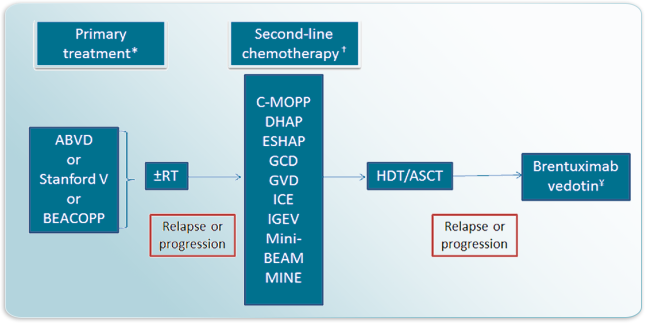 Primary
treatment*
Second-line
chemotherapy†
ABVD
or
Stanford V
or
BEACOPP
±RT
Relapse or
progression
C-MOPP
DHAP
ESHAP
GCD
GVD
ICE
IGEV
Mini-
BEAM
MINE
HDT/ASCT
Relapse or
progression
Brentuximab
vedotin¥